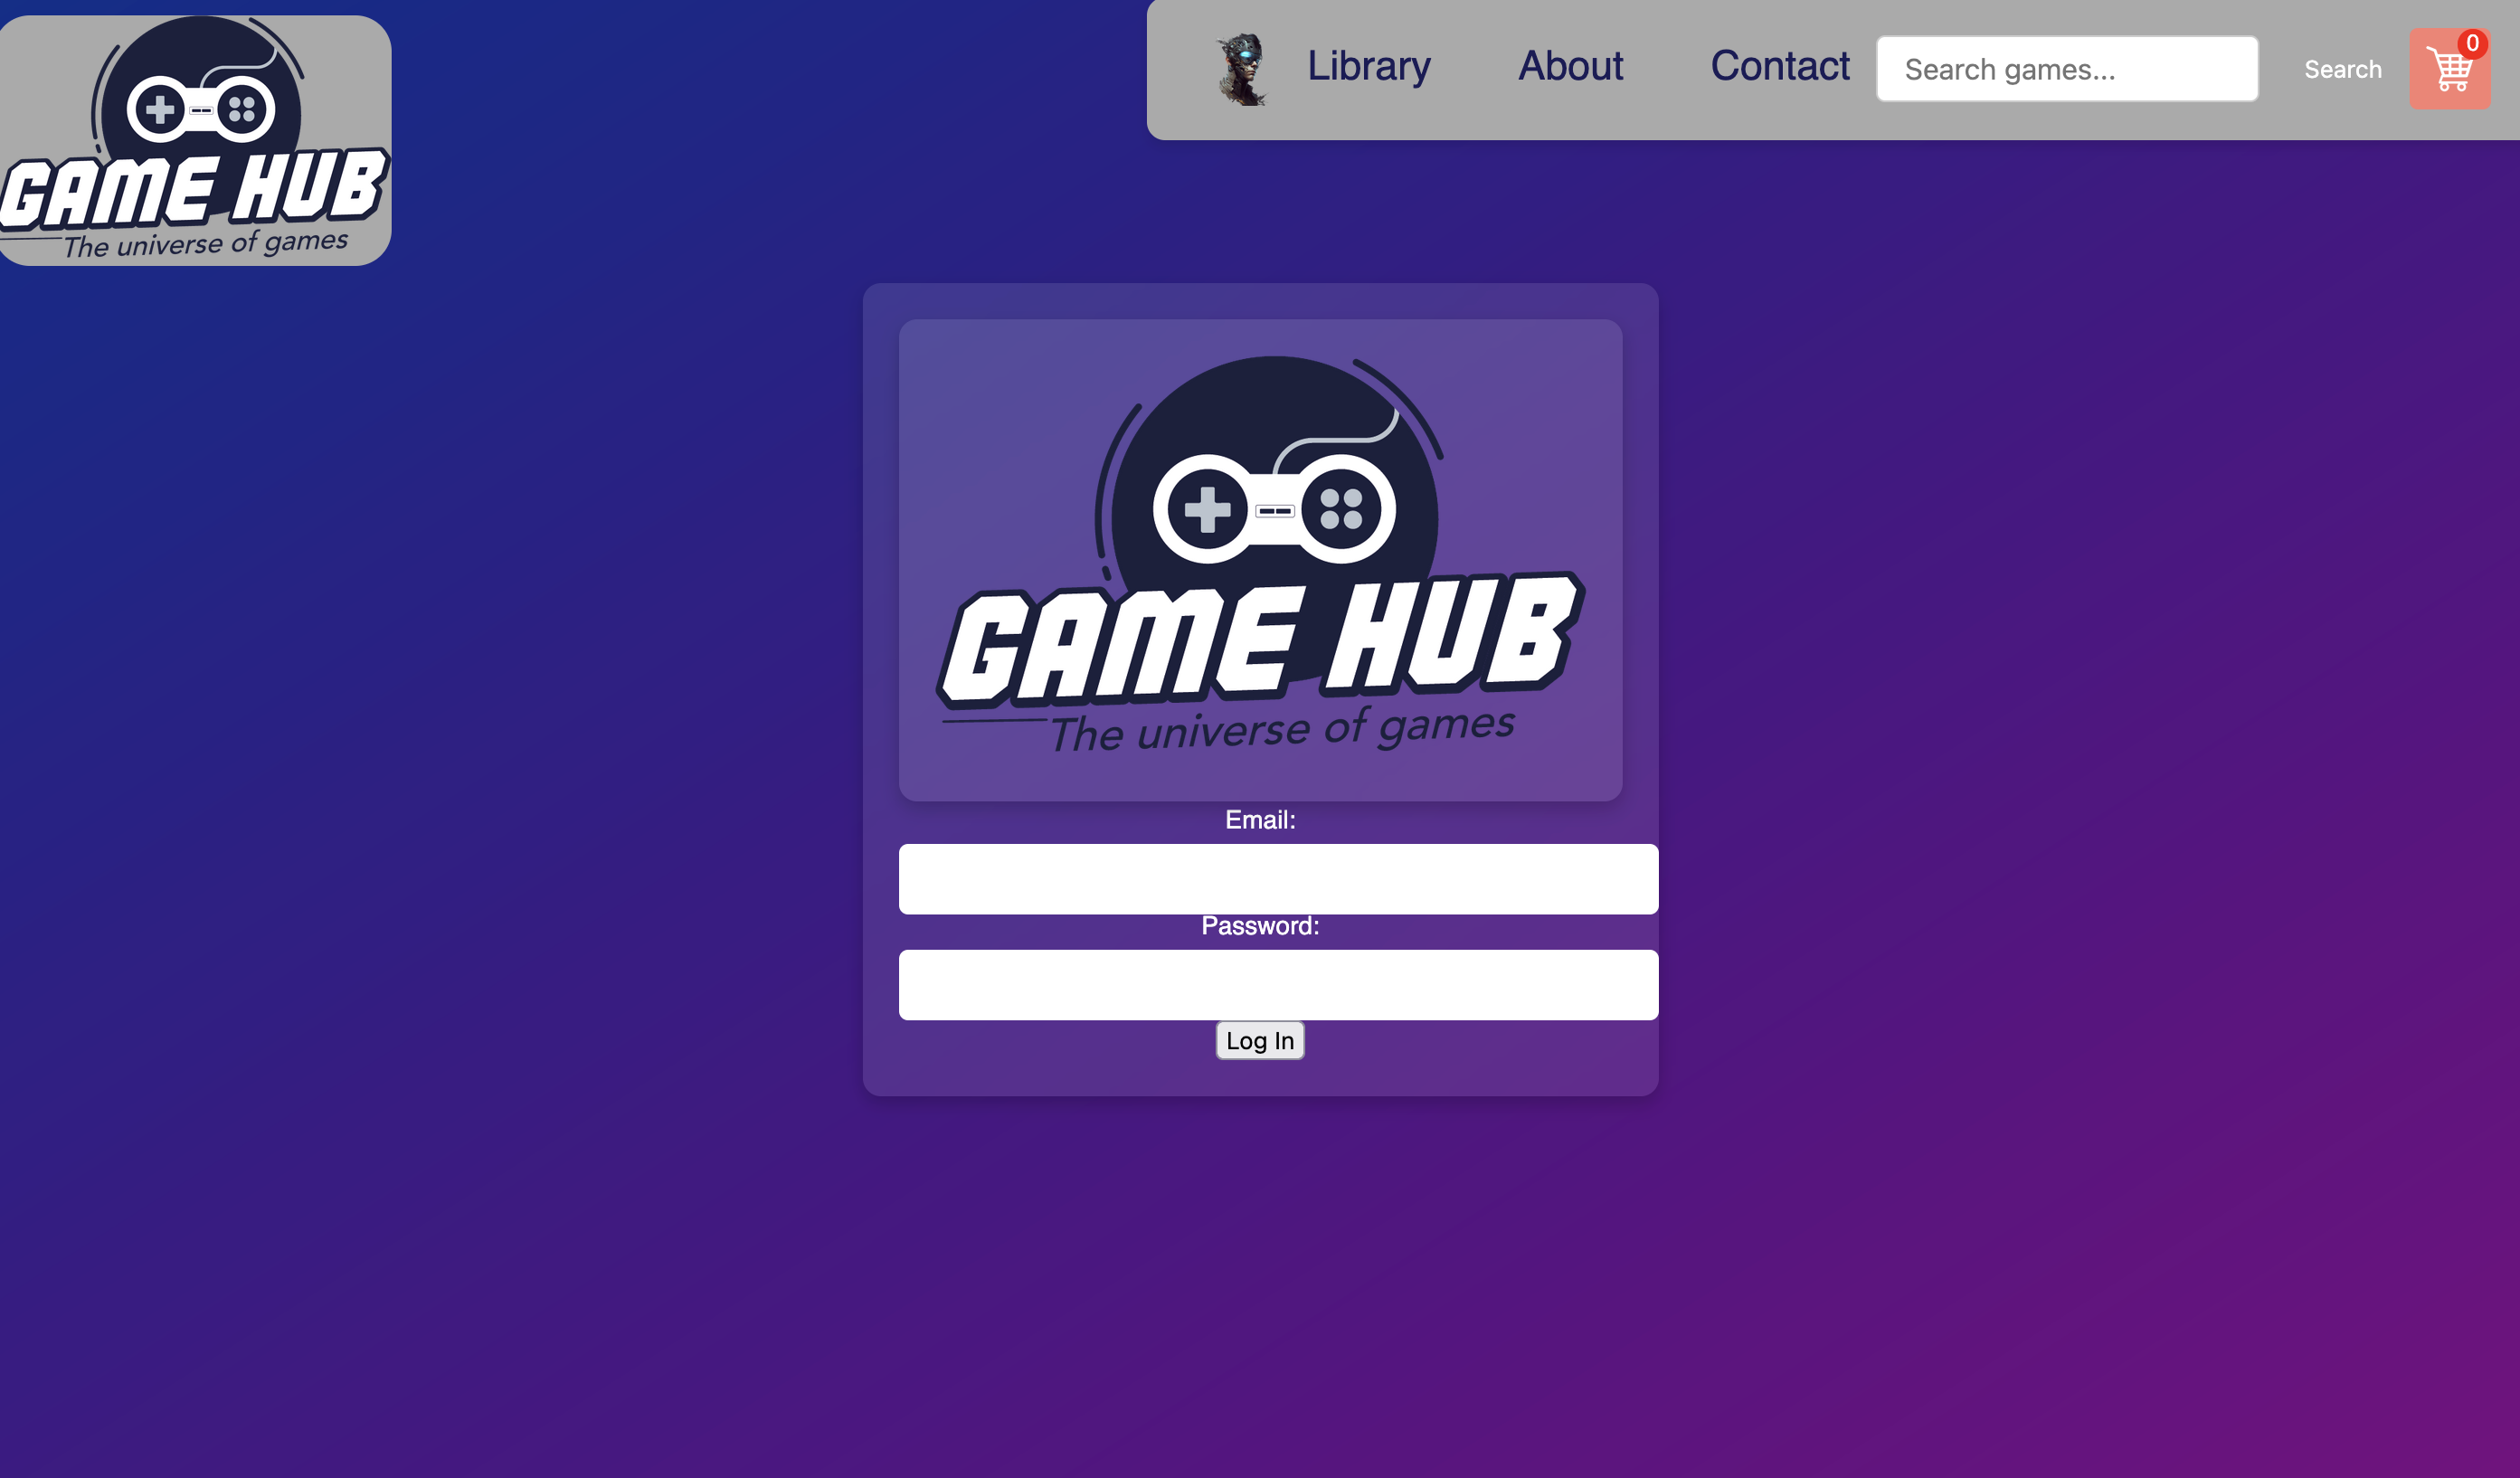 GAME HUB
The universe of games
Library
About
Contact
Search games...
Search
0
GAME HUB
The universe of games
Email:
Password:
Log In